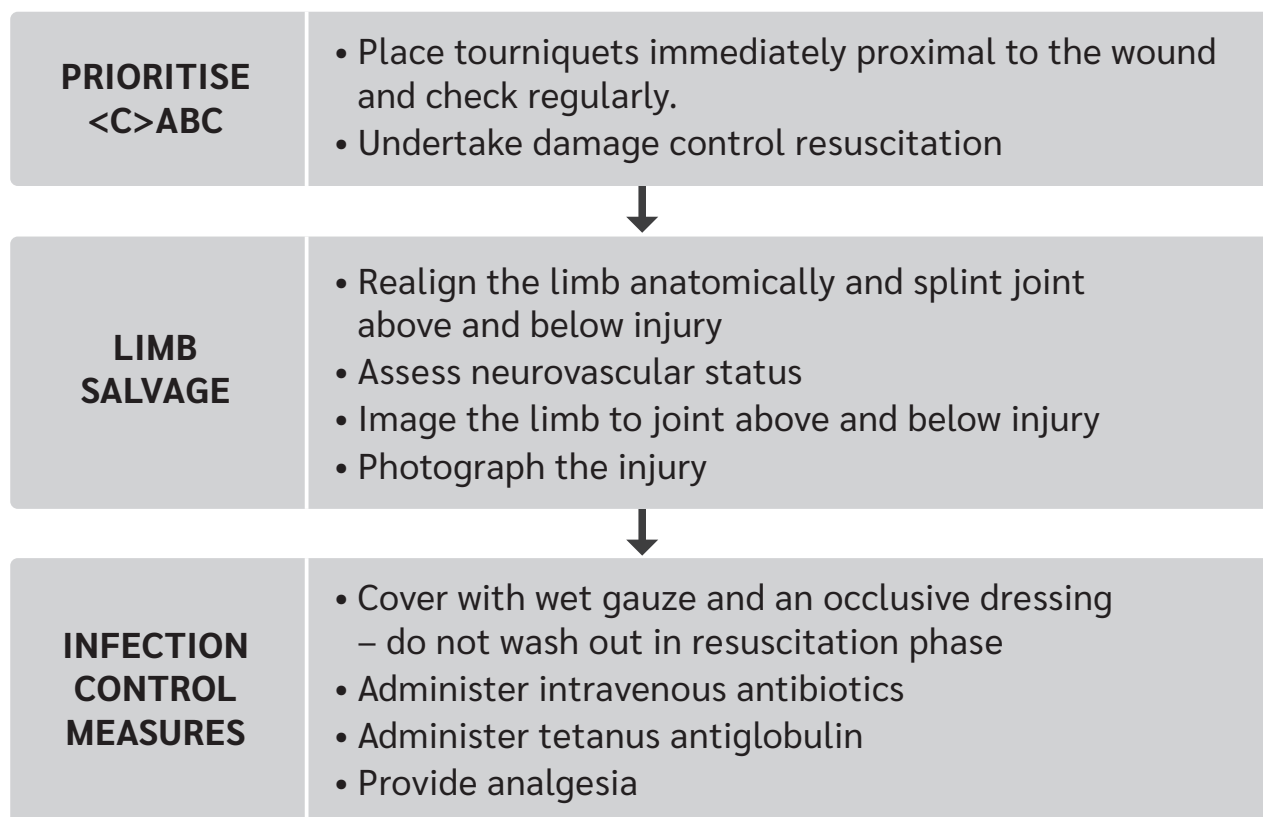 PRIORITISE
<C>ABC
• Place tourniquets immediately proximal to the wound
and check regularly.
• Undertake damage control resuscitation
LIMB
SALVAGE
• Realign the limb anatomically and splint joint
above and below injury
• Assess neurovascular status
• Image the limb to joint above and below injury
• Photograph the injury
INFECTION
CONTROL
MEASURES
• Cover with wet gauze and an occlusive dressing
– do not wash out in resuscitation phase
• Administer intravenous antibiotics
• Administer tetanus antiglobulin
• Provide analgesia